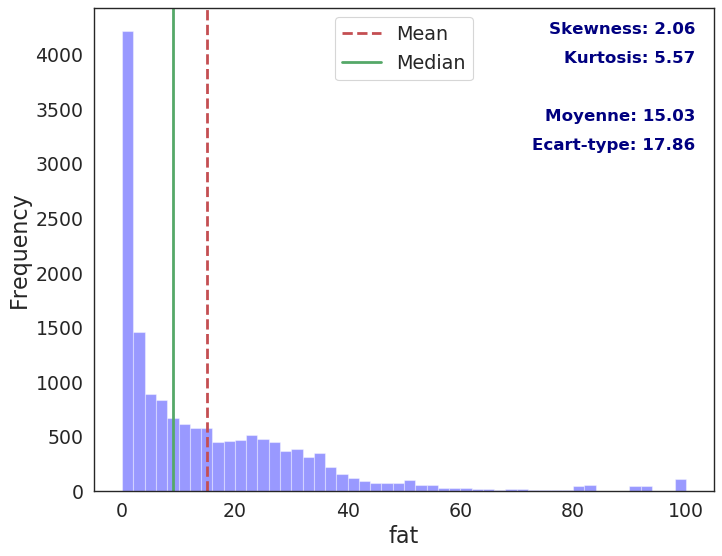 Mean
Median
Skewness: 2.06
Kurtosis: 5.57
Moyenne: 15.03
Ecart-type: 17.86
Frequency
4000
3500
3000
2500
2000
1500
1000
500
0
0 20 40 60 80 100
fat